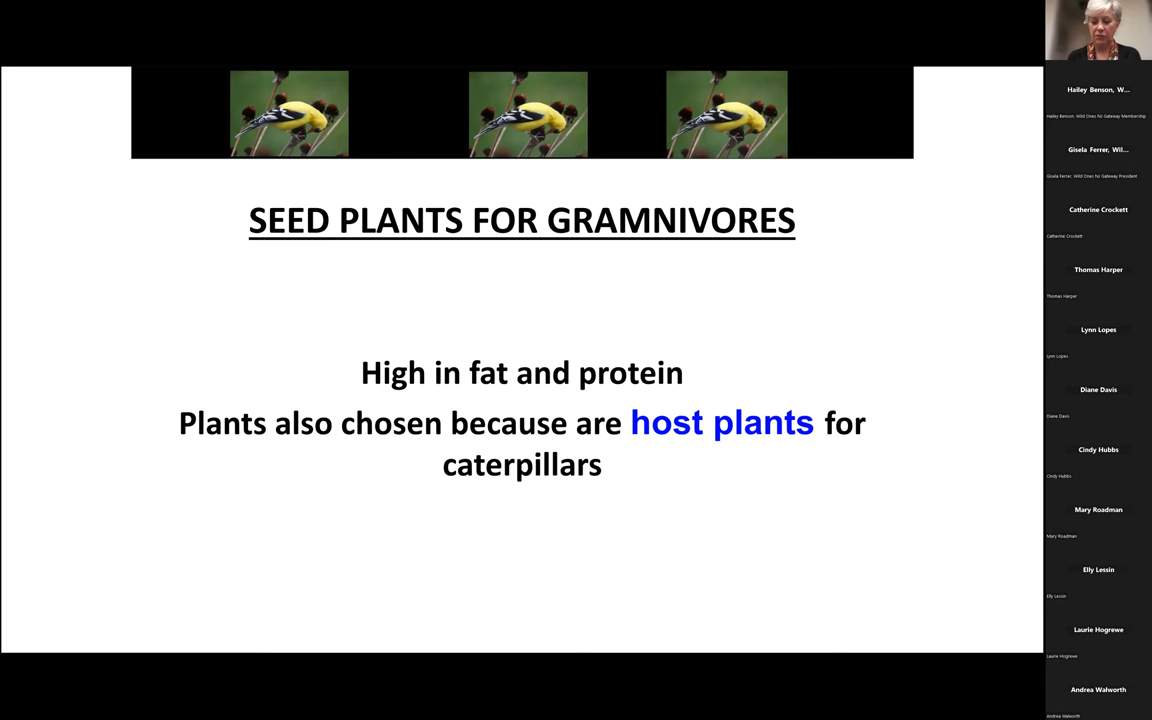 SEED PLANTS FOR GRAMNIVORES
High in fat and protein
Plants also chosen because are host plants for
caterpillars
Hailey Benson, W...
Hailey Benson, Wild Ones NJ Gateway Membership
Gisela Ferrer, Wil...
Gisela Ferrer, Wild Ones NJ Gateway President
Catherine Crockett
Catherine Crockett
Thomas Harper
Thomas Harper
Lynn Lopes
Lynn Lopes
Diane Davis
Diane Davis
Cindy Hubbs
Cindy Hubbs
Mary Roadman
Mary Roadman
Elly Lessin
Elly Lessin
Laurie Hogrewe
Laurie Hogrewe
Andrea Walworth
Andrea Walworth